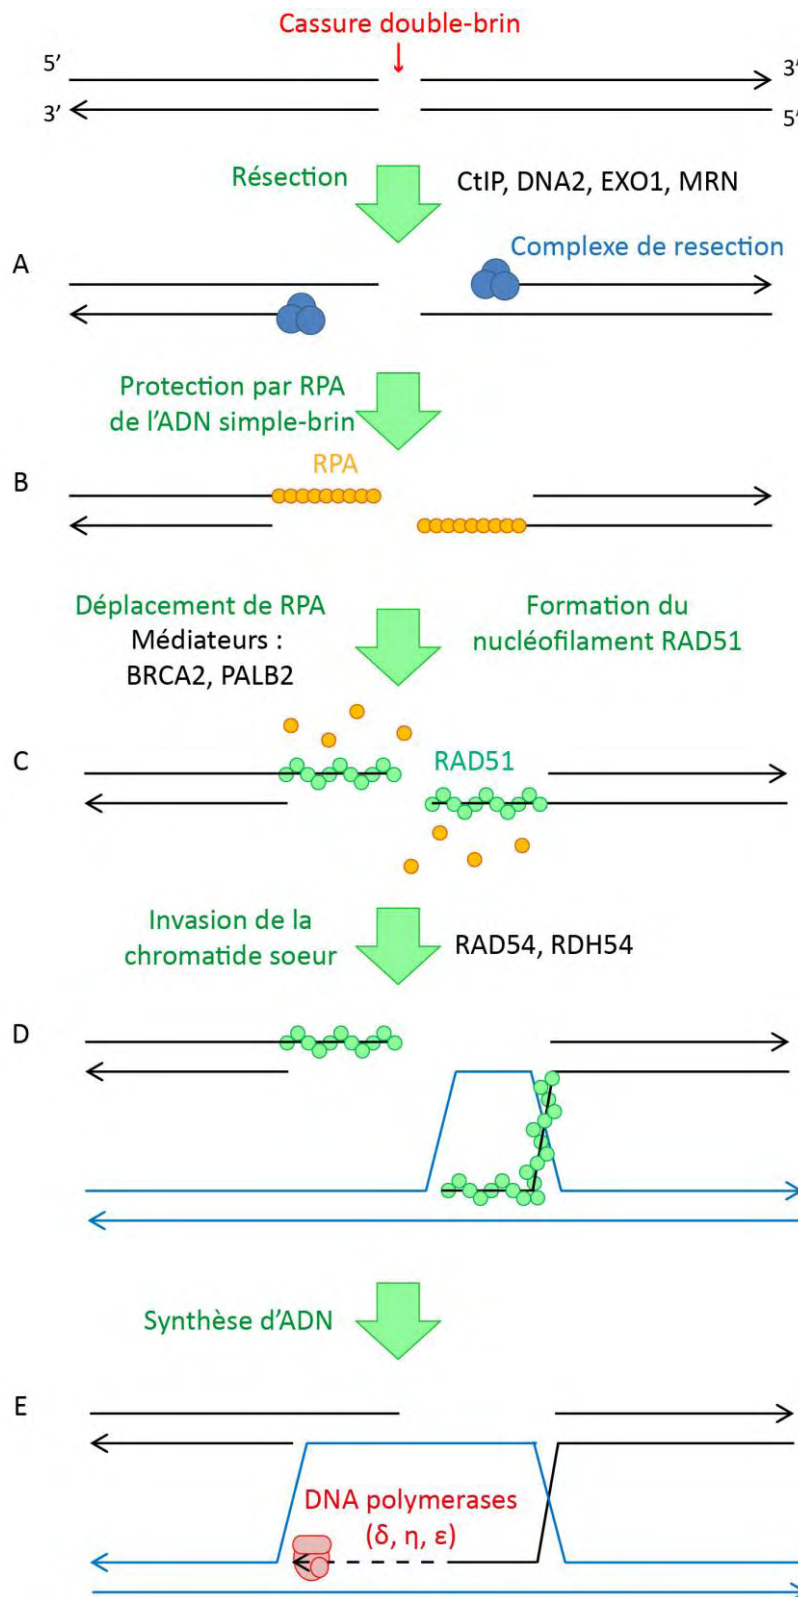 Cassure double-brin
5'
3'
3'
5'
Résection
CtIP, DNA2, EXO1, MRN
A
Complexe de resection
Protection par RPA
de l'ADN simple-brin
B
RPA
Déplacement de RPA
Médiateurs :
BRCA2, PALB2
Formation du
nucléofilament RAD51
C
RAD51
Invasion de la
chromatide soeur
RAD54, RDH54
D
Synthèse d'ADN
E
DNA polymerases
(δ, η, ε)